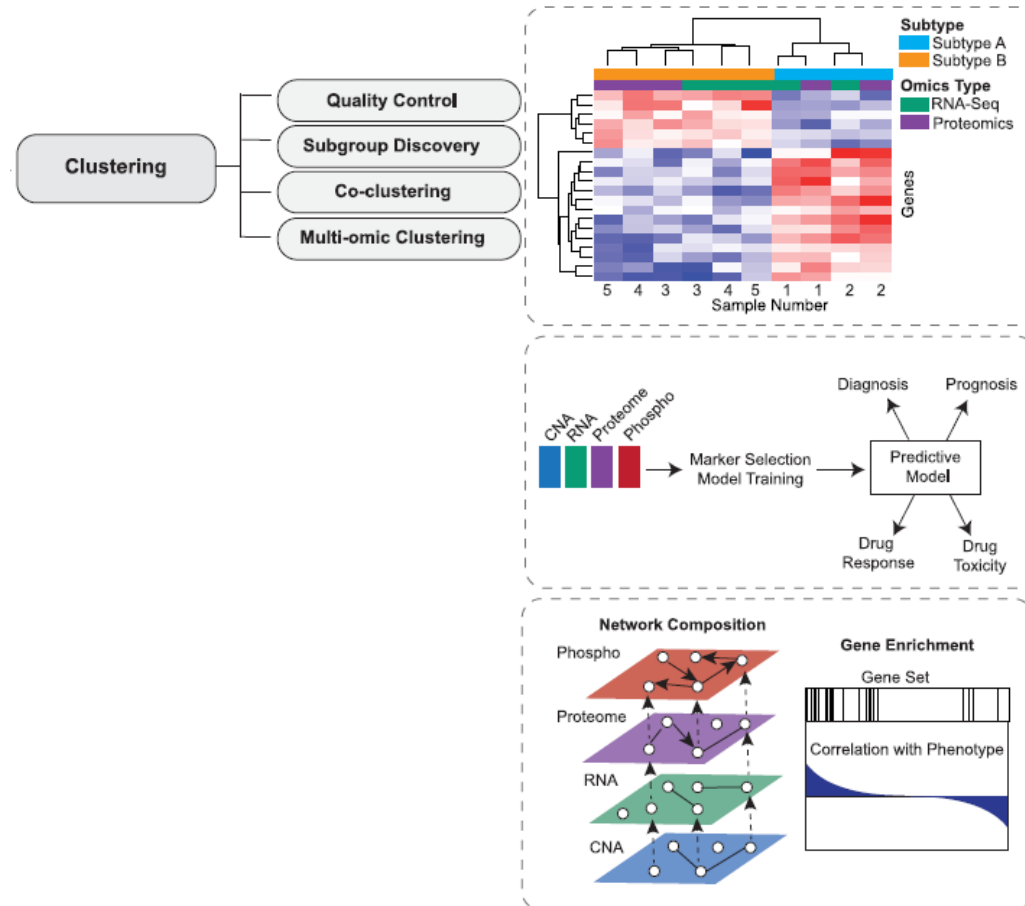 Clustering
Quality Control
Subgroup Discovery
Co-clustering
Multi-omic Clustering
Subtype
Subtype A
Subtype B
Omics Type
RNA-Seq
Proteomics
Genes
5 4 3 3 4 5 1 1 2 2
Sample Number
CNA
RNA
Proteome
Phospho
Marker Selection
Model Training
Diagnosis
Prognosis
Predictive
Model
Drug
Response
Drug
Toxicity
Network Composition
Phospho
Proteome
RNA
CNA
Gene Enrichment
Gene Set
Correlation with Phenotype